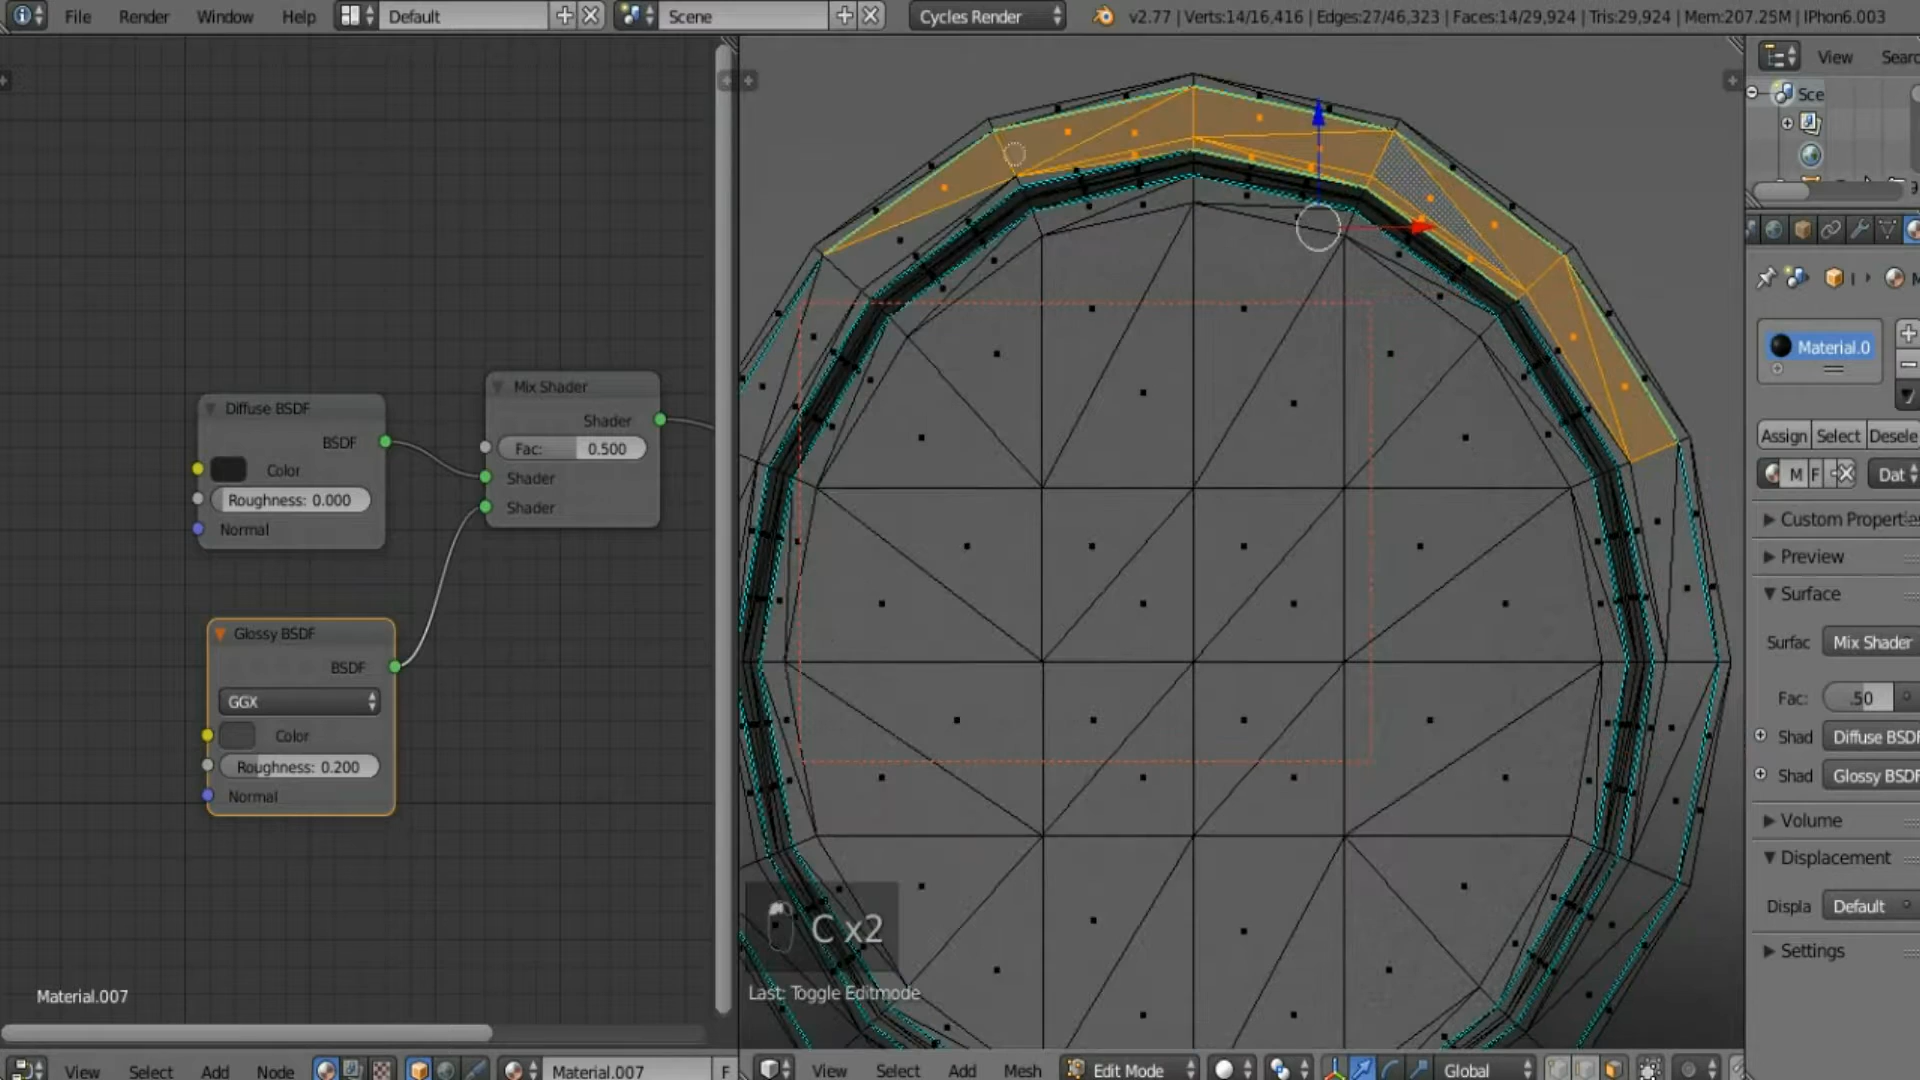 File Render Window Help Default Scene Cycles Render v2.77 | Verts:14/16,416 | Edges:27/46,323 | Faces:14/29,924 | Tris:29,924 | Mem:207.25M | IPhon6.003
View Searc
Sce
Material.0
Assign Select Desele
M F Dat
Custom Propertie
Preview
Surface
Surfac Mix Shader
Fac: .50
Shad Diffuse BSDF
Shad Glossy BSDF
Volume
Displacement
Displa Default
Settings
Mix Shader
Shader
Fac: 0.500
Shader
Shader
Diffuse BSDF
BSDF
Color
Roughness: 0.000
Normal
Glossy BSDF
BSDF
GGX
Color
Roughness: 0.200
Normal
C x2
Last: Toggle Editmode
Material.007
View Select Add Node Material.007 F
View Select Add Mesh Edit Mode Global